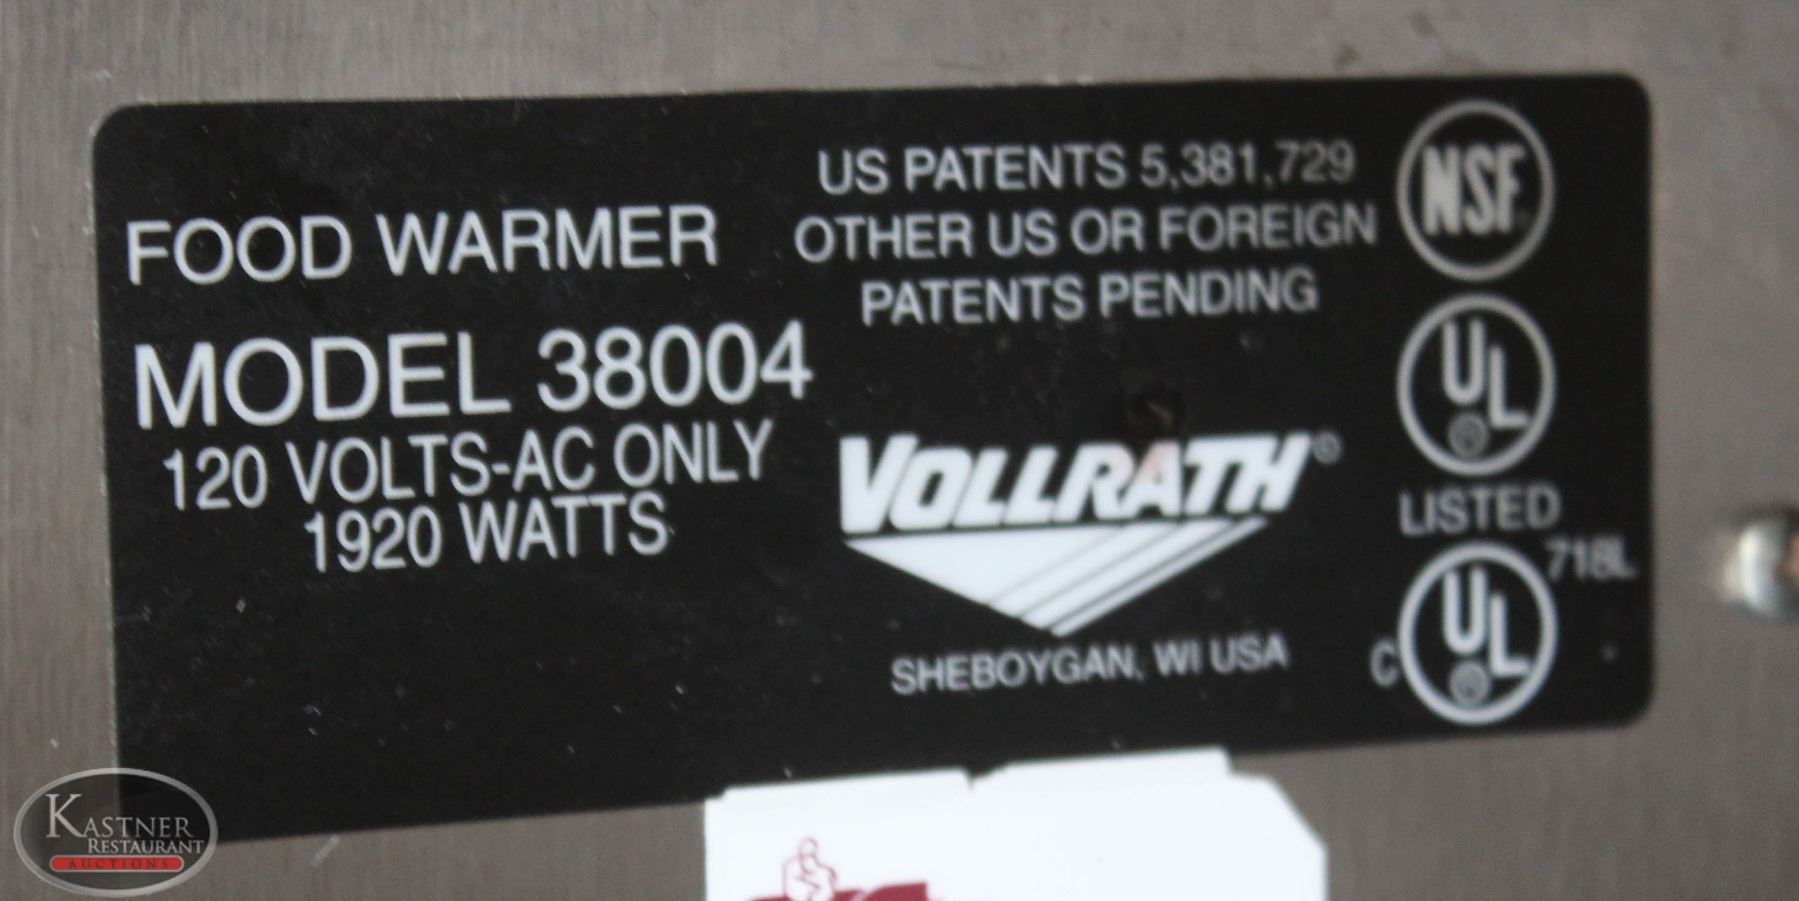 FOOD WARMER
MODEL 38004
120 VOLTS-AC ONLY
1920 WATTS
US PATENTS 5,381,729
OTHER US OR FOREIGN
PATENTS PENDING
VOLLRATH®
SHEBOYGAN, WI USA
NSF
UL
LISTED
718L
C UL
KASTNER
RESTAURANT
AUCTIONS